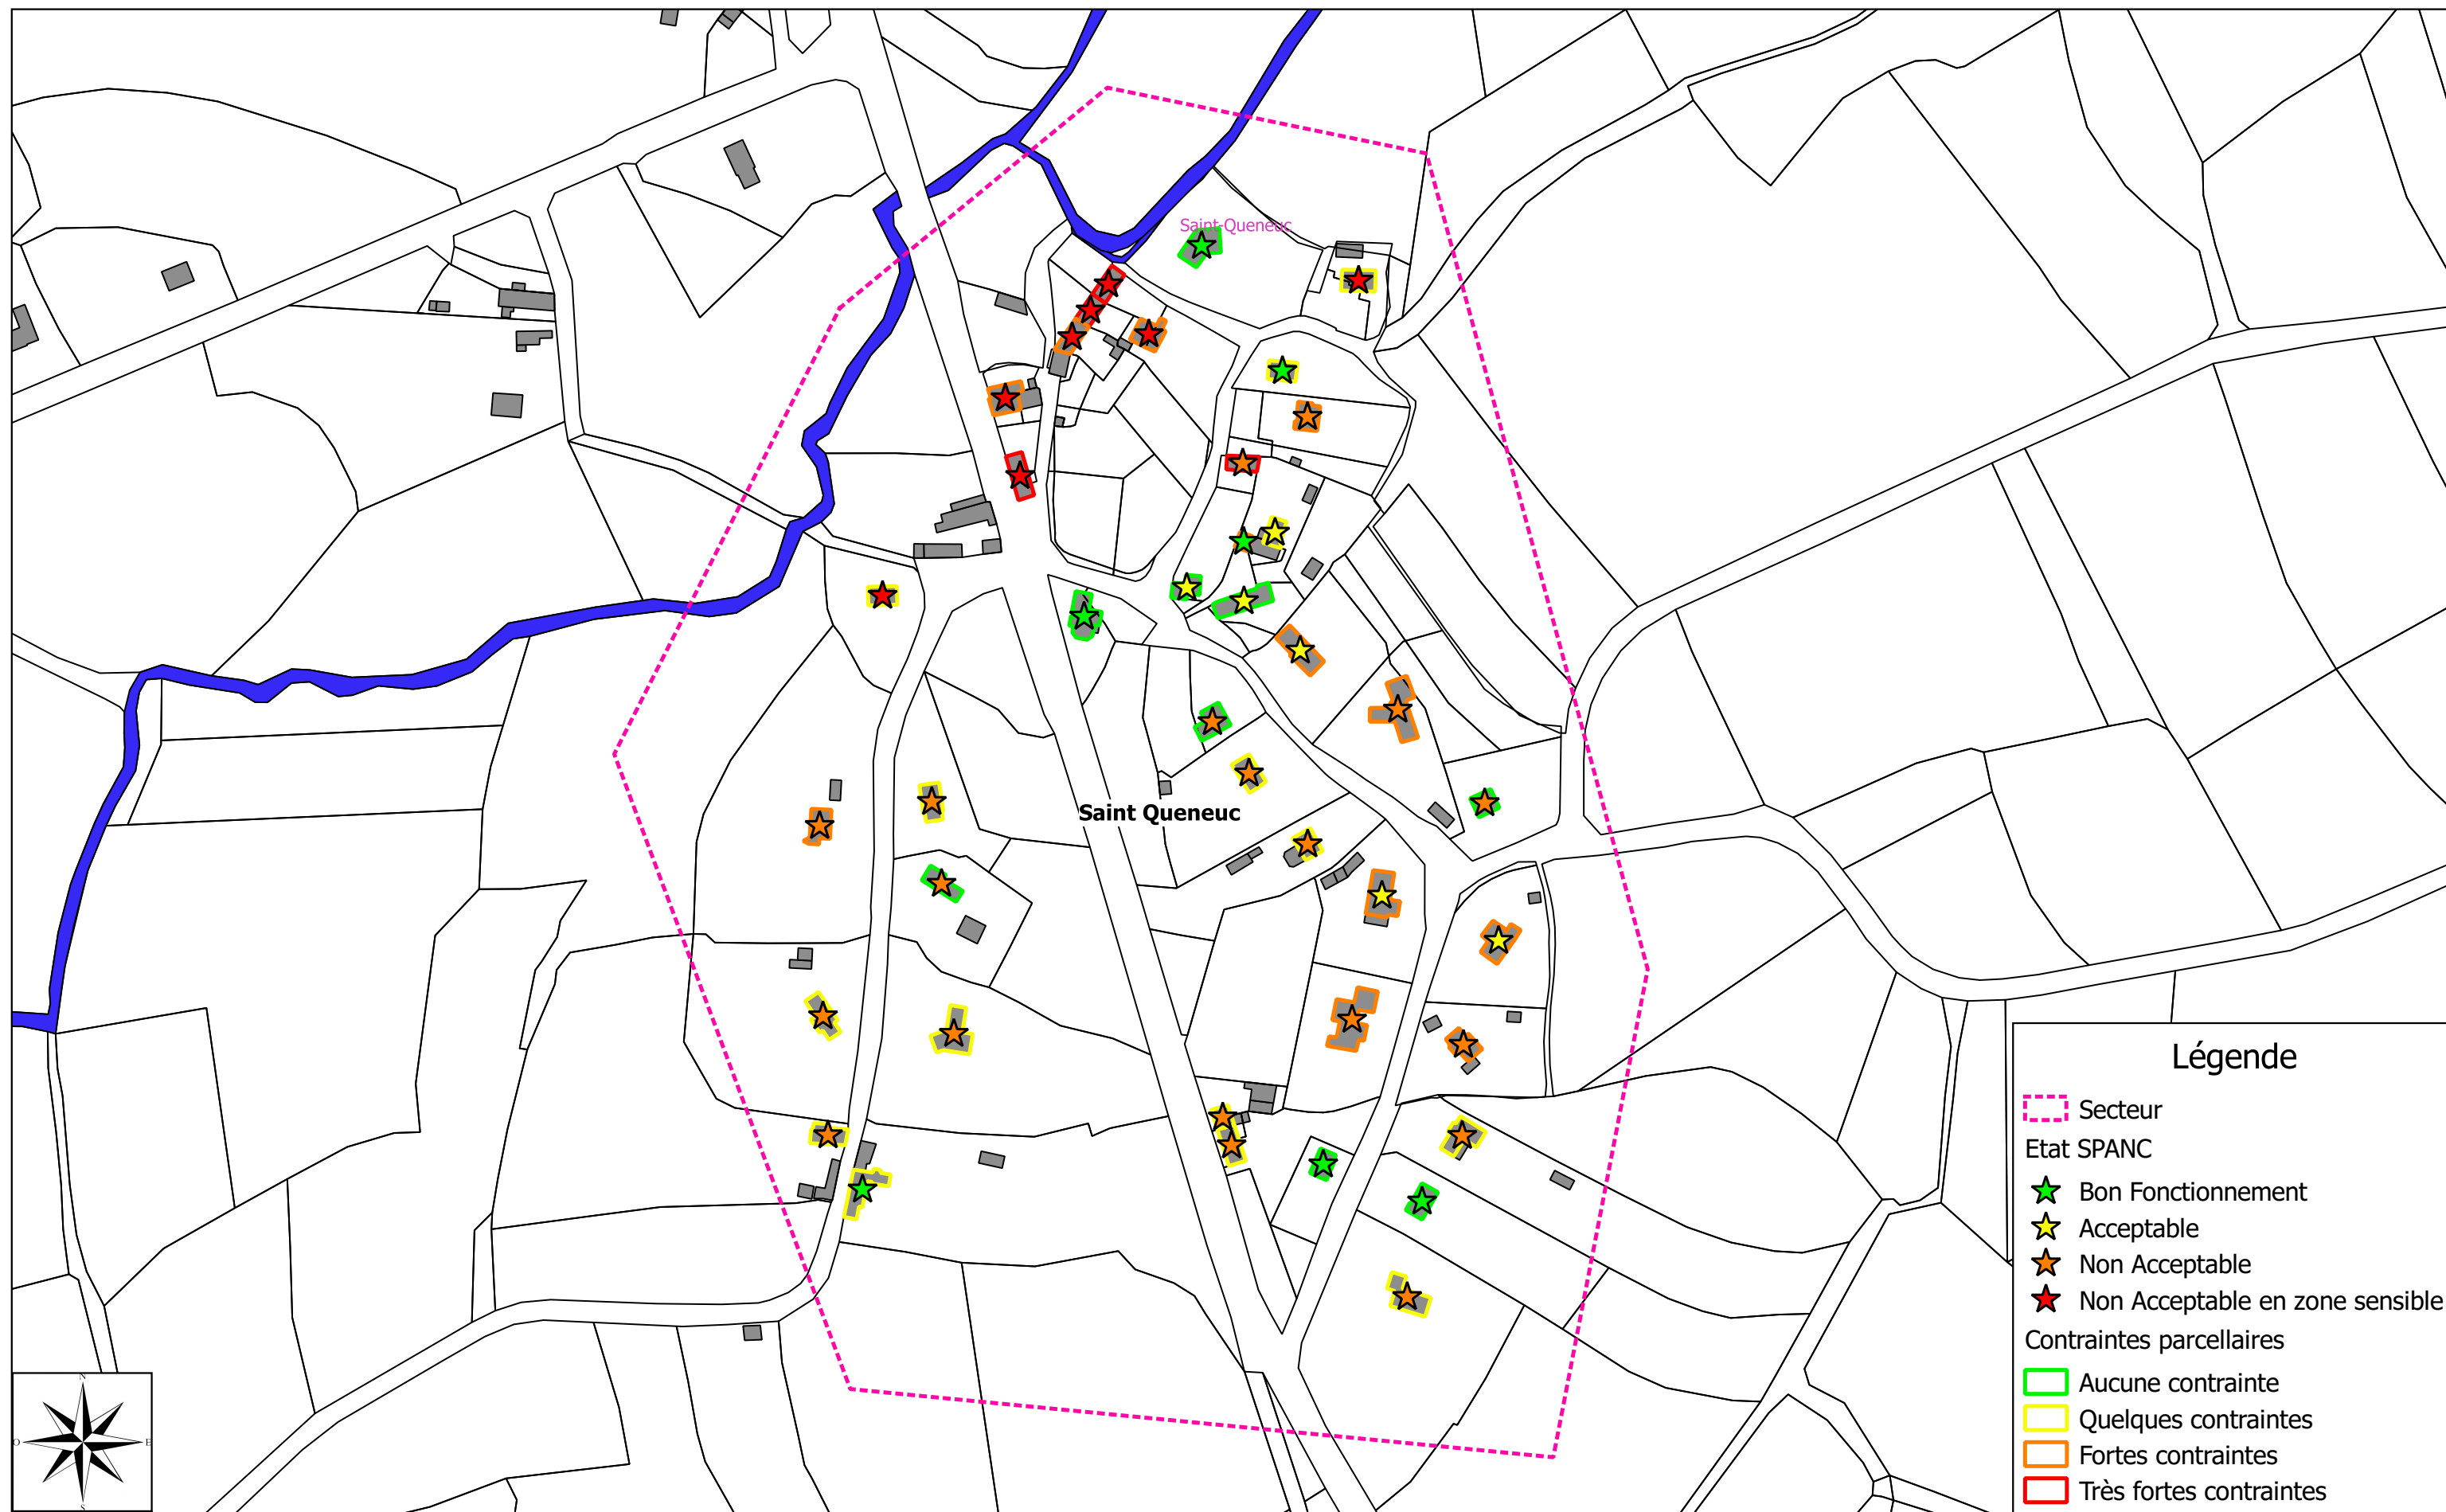 Saint-Queneuc
Saint Queneuc
Légende
Secteur
Etat SPANC
Bon Fonctionnement
Acceptable
Non Acceptable
Non Acceptable en zone sensible
Contraintes parcellaires
Aucune contrainte
Quelques contraintes
Fortes contraintes
Très fortes contraintes
N
O
E
S